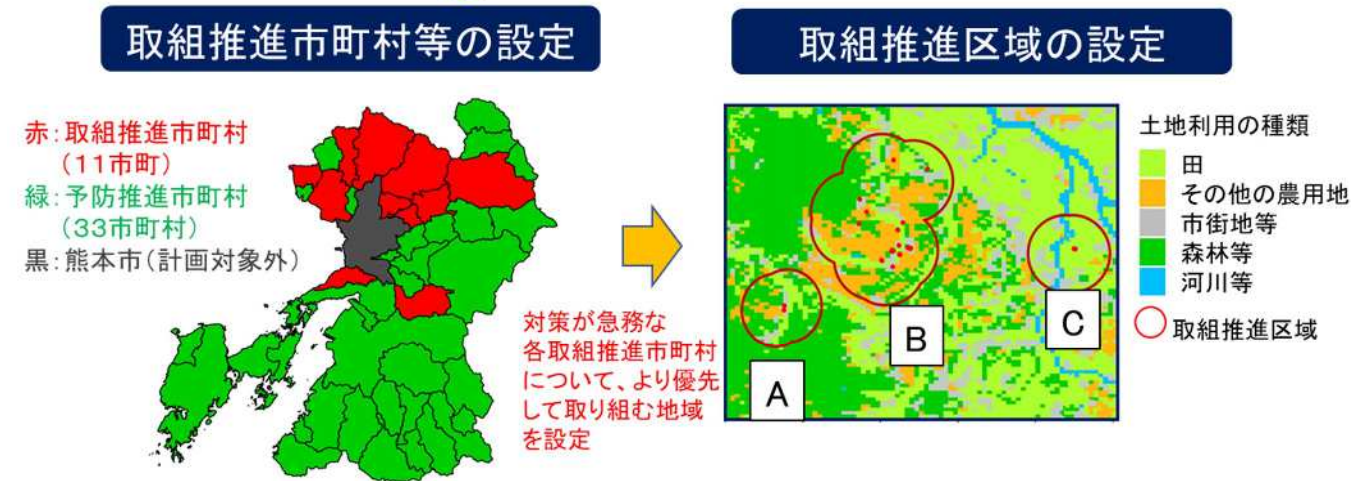 取組推進市町村等の設定
取組推進区域の設定
赤:取組推進市町村
(11市町)
緑:予防推進市町村
(33市町村)
黒:熊本市(計画対象外)
対策が急務な
各取組推進市町村
について、より優先
して取り組む地域
を設定
A
B
C
土地利用の種類
田
その他の農用地
市街地等
森林等
河川等
取組推進区域